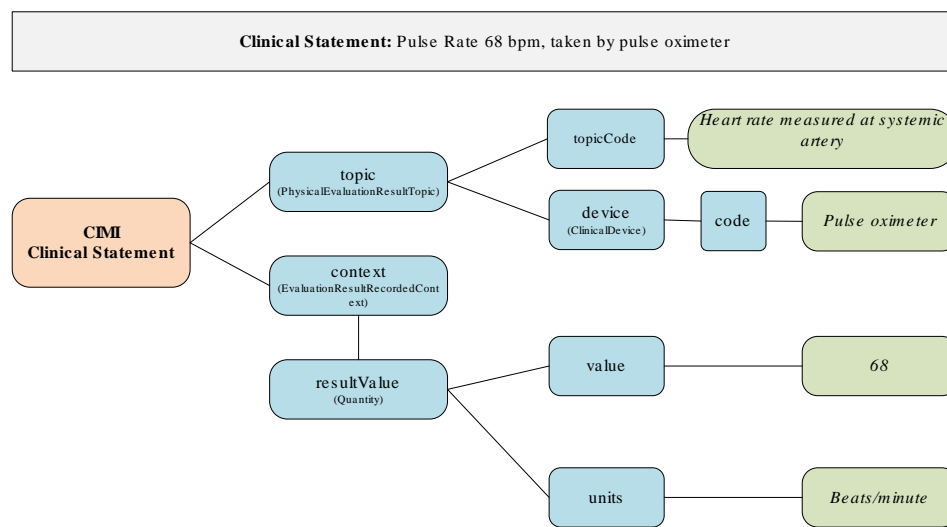 Clinical Statement: Pulse Rate 68 bpm, taken by pulse oximeter
topicCode
Heart rate measured at systemic
artery
topic
(PhysicalEvaluationResultTopic)
device
(ClinicalDevice)
code
Pulse oximeter
CIMI
Clinical Statement
context
(EvaluationResultRecordedCont
ext)
resultValue
(Quantity)
value
68
units
Beats/minute